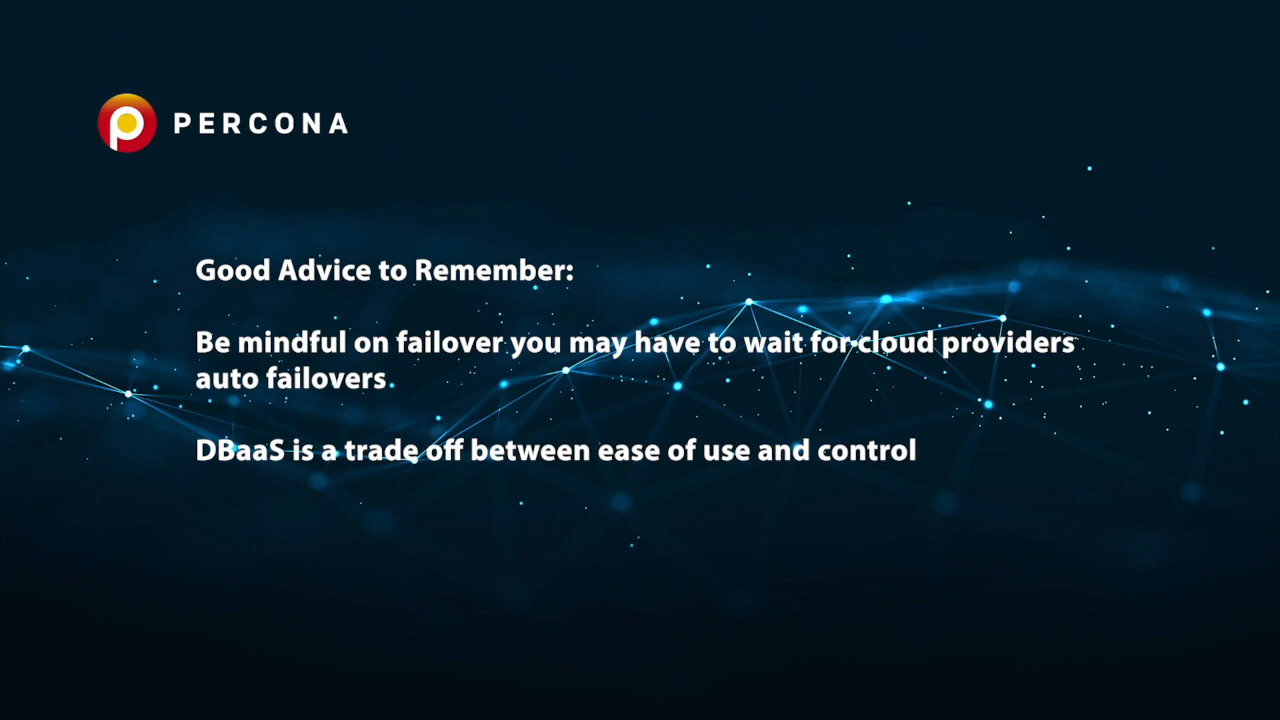 PERCONA
Good Advice to Remember:
Be mindful on failover you may have to wait for cloud providers
auto failovers.
DBaaS is a trade off between ease of use and control